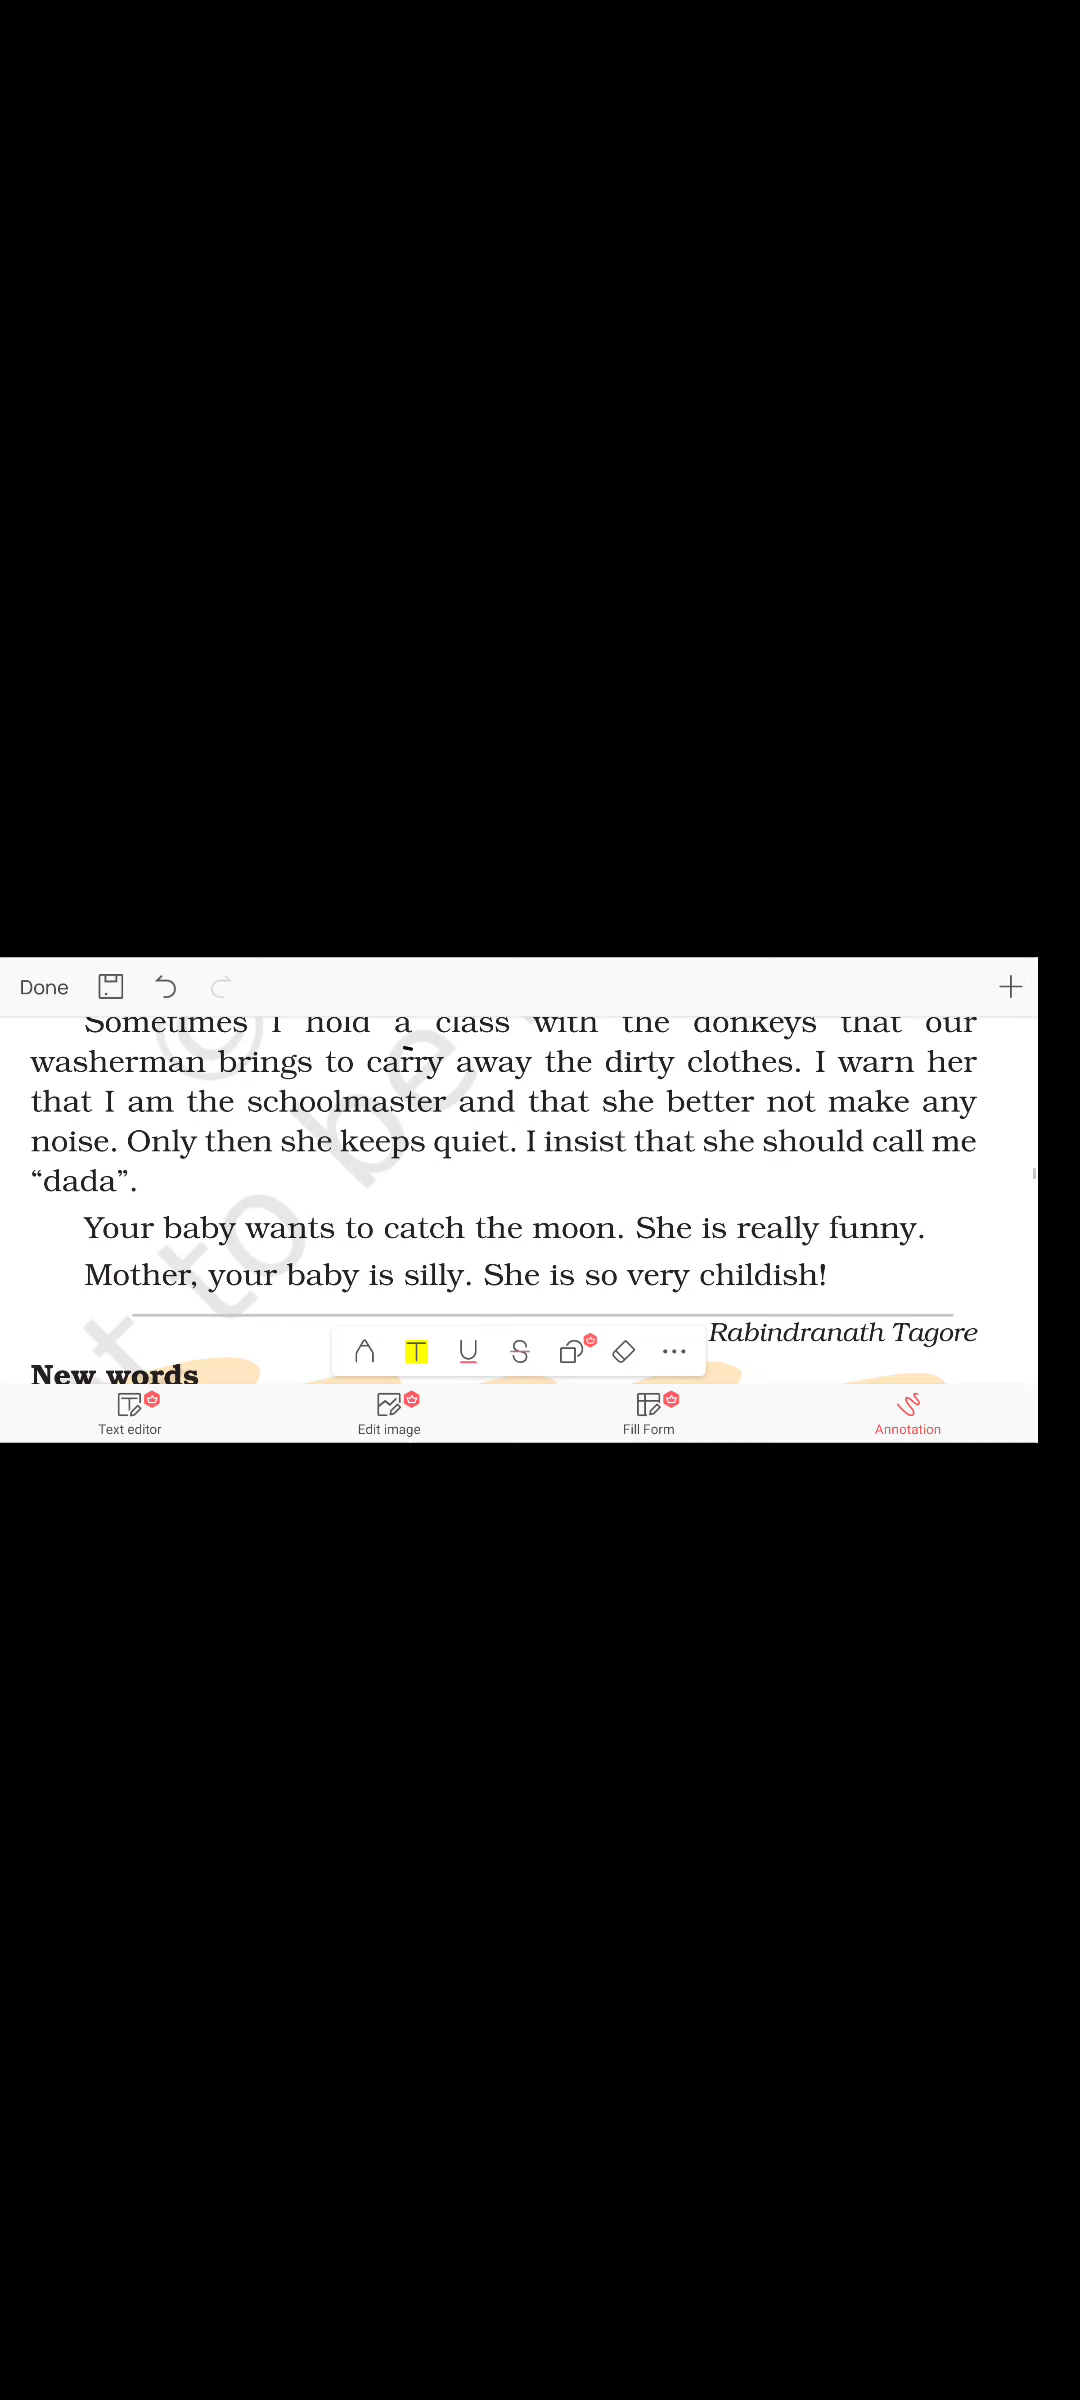 Done
Sometimes I hold a class with the donkeys that our
washerman brings to carry away the dirty clothes. I warn her
that I am the schoolmaster and that she better not make any
noise. Only then she keeps quiet. I insist that she should call me
“dada”.
Your baby wants to catch the moon. She is really funny.
Mother, your baby is silly. She is so very childish!
Rabindranath Tagore
New words
© t to be
Text editor
Edit image
Fill Form
Annotation